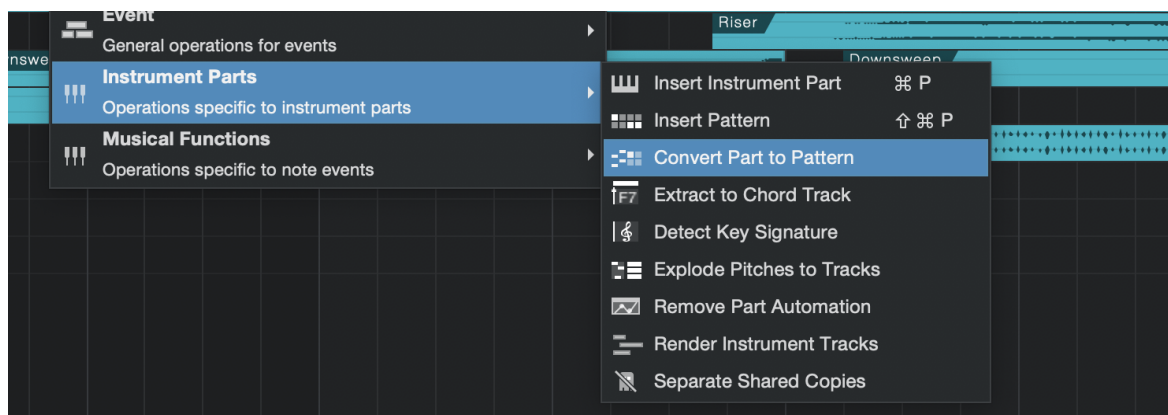 Event
General operations for events
Riser
nswe
Downsweep
Instrument Parts
Operations specific to instrument parts
Musical Functions
Operations specific to note events
Insert Instrument Part ⌘ P
Insert Pattern ⇧ ⌘ P
Convert Part to Pattern
F7 Extract to Chord Track
Detect Key Signature
Explode Pitches to Tracks
Remove Part Automation
Render Instrument Tracks
Separate Shared Copies